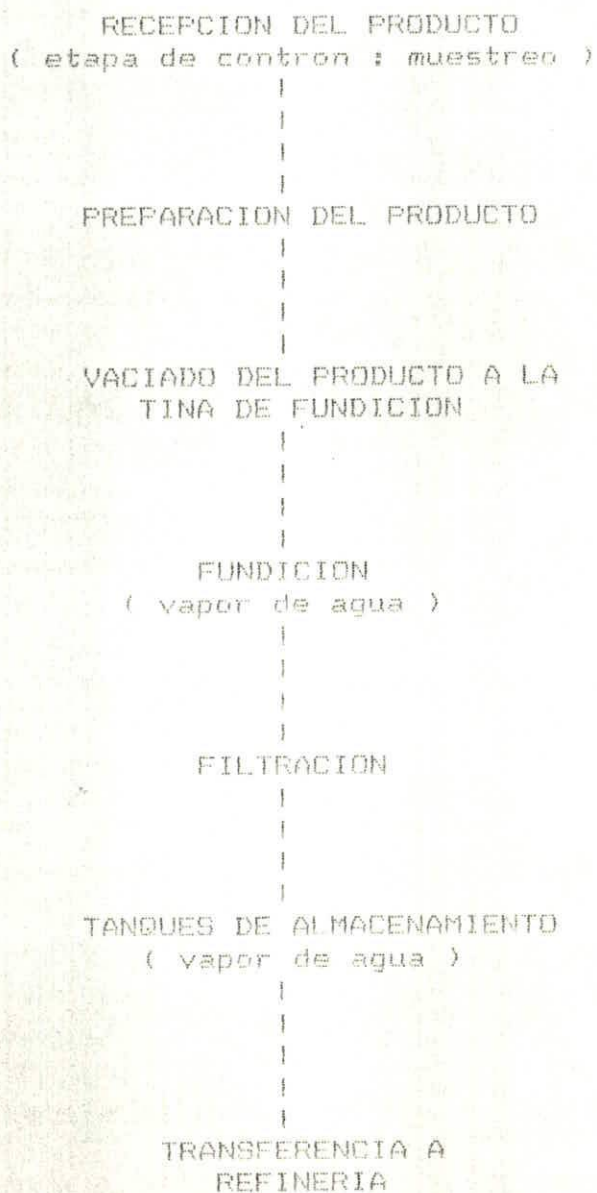 RECEPCION DEL PRODUCTO
( etapa de contron : muestreo )
PREPARACION DEL PRODUCTO
VACIADO DEL PRODUCTO A LA
TINA DE FUNDICION
FUNDICION
( vapor de agua )
FILTRACION
TANQUES DE ALMACENAMIENTO
( vapor de agua )
TRANSFERENCIA A
REFINERIA